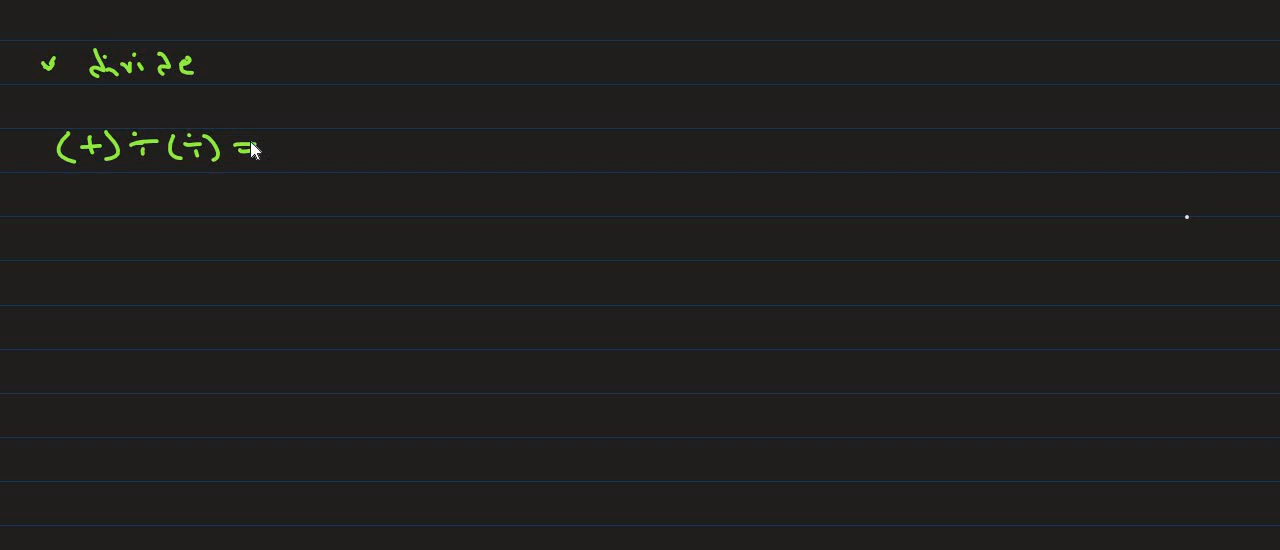 divide
(+) ÷ (÷) =